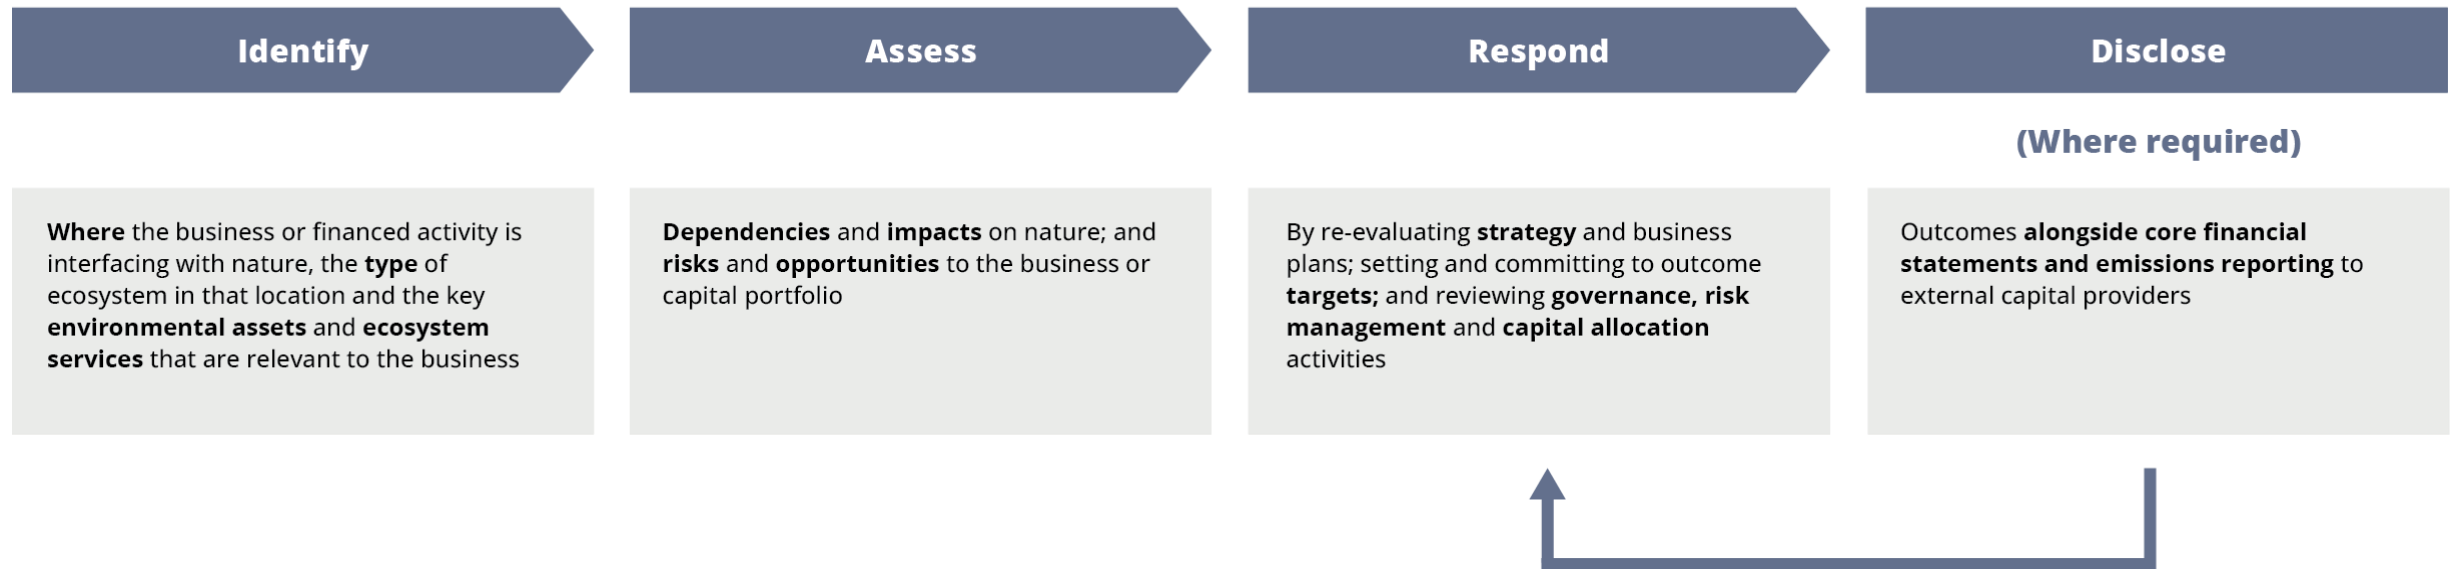 Identify
Assess
Respond
Disclose
(Where required)
Where the business or financed activity is
interfacing with nature, the type of
ecosystem in that location and the key
environmental assets and ecosystem
services that are relevant to the business
Dependencies and impacts on nature; and
risks and opportunities to the business or
capital portfolio
By re-evaluating strategy and business
plans; setting and committing to outcome
targets; and reviewing governance, risk
management and capital allocation
activities
Outcomes alongside core financial
statements and emissions reporting to
external capital providers